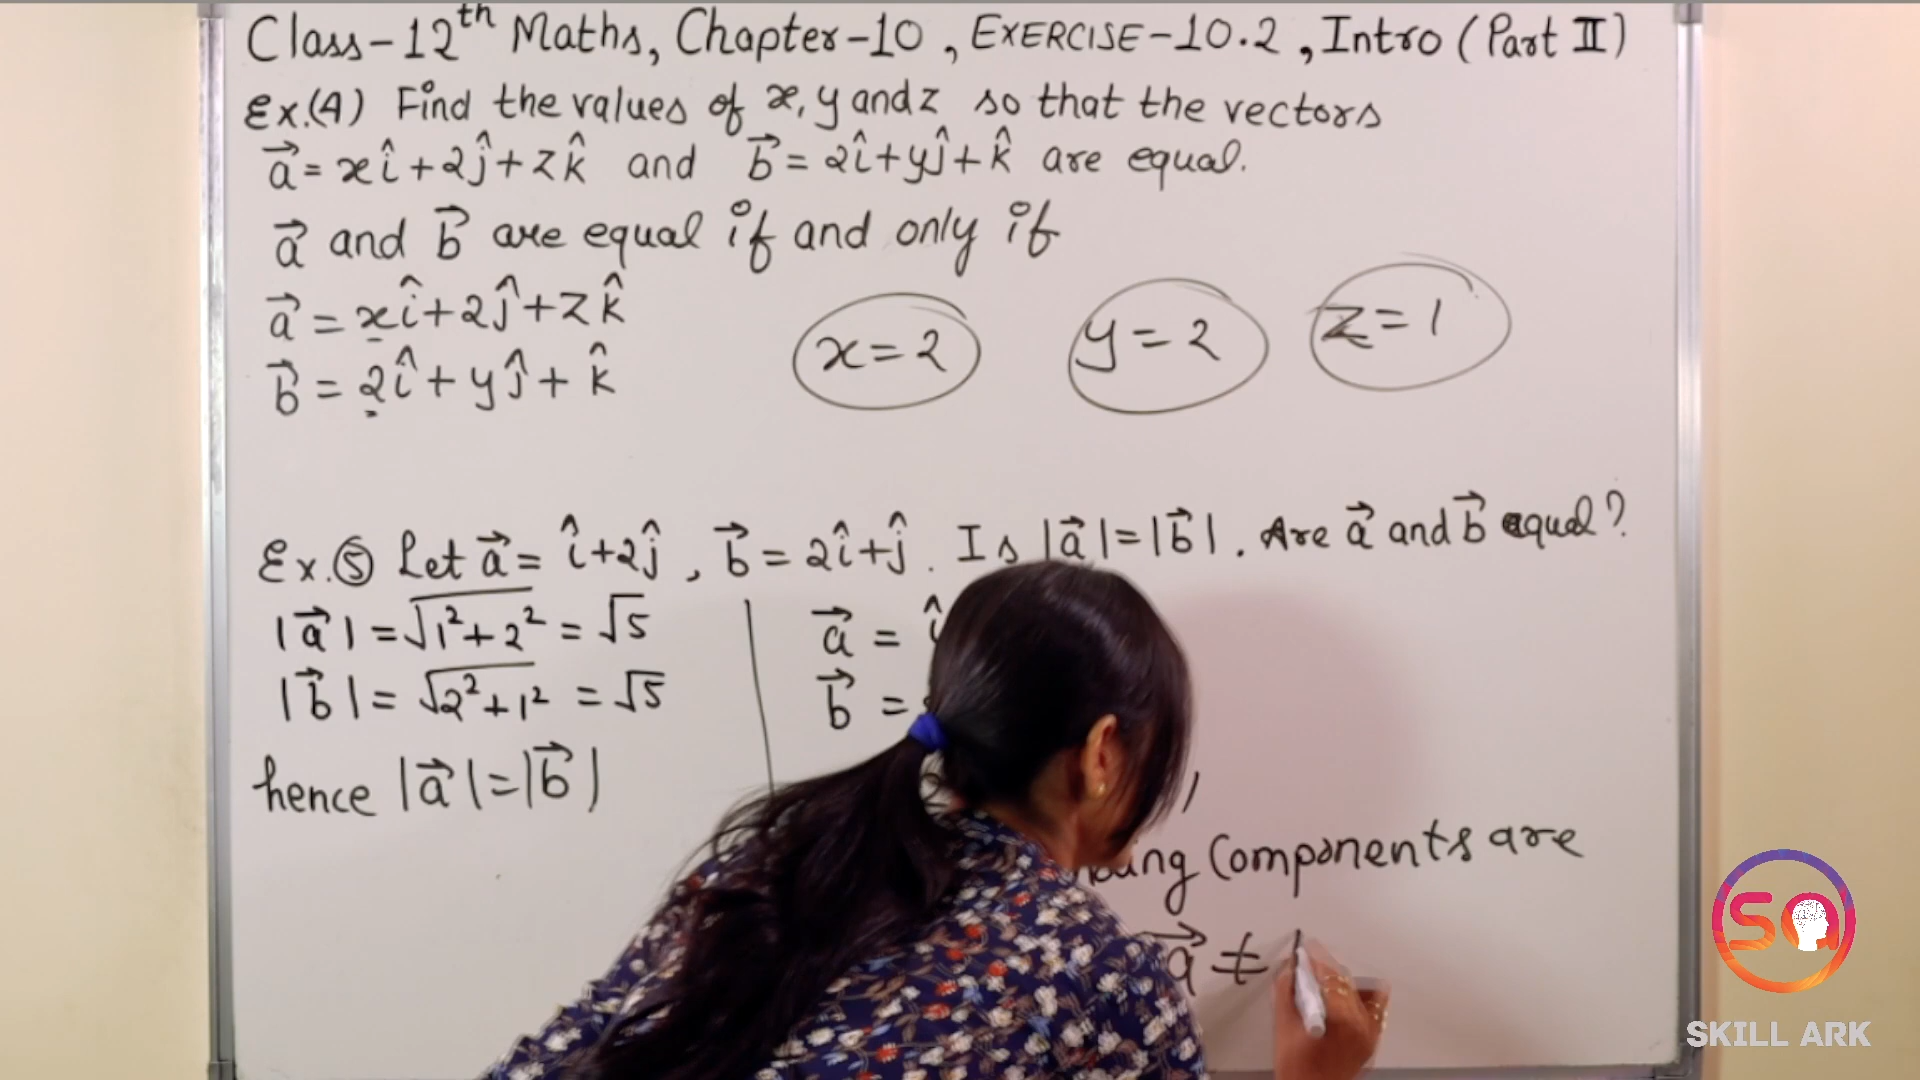 Class-12th Maths, Chapter-10, EXERCISE-10.2, Intro (Part II)
Ex.(4) Find the values of x, y and z so that the vectors
a⃗ = xî+2ĵ+zk̂ and b⃗ = 2î+yĵ+k̂ are equal.
a⃗ and b⃗ are equal if and only if
a⃗ = xî+2ĵ+zk̂
b⃗ = 2î+yĵ+k̂
x=2 y=2 z=1
Ex.⑤ Let a⃗ = î+2ĵ, b⃗ = 2î+ĵ. Is |a⃗|=|b⃗|. Are a⃗ and b⃗ equal?
|a⃗| = √1²+2² = √5
|b⃗| = √2²+1² = √5
hence |a⃗|=|b⃗|
a⃗ = î
b⃗ =
Components are
a⃗ ≠
SA
SKILL ARK